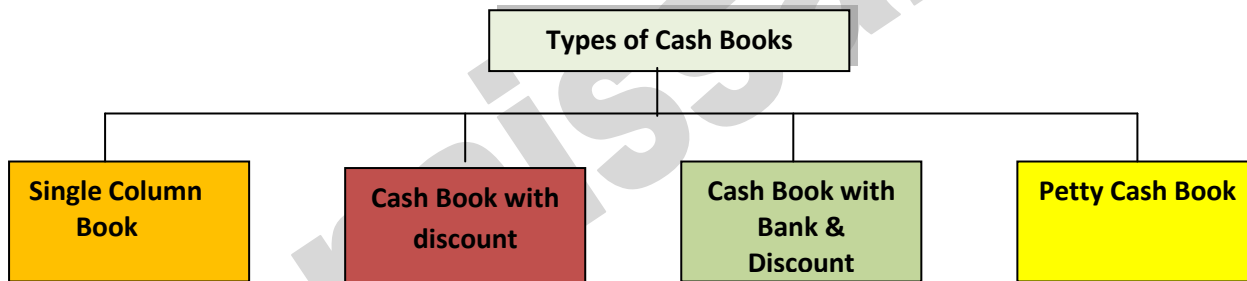 Types of Cash Books
Single Column
Book
Cash Book with
discount
Cash Book with
Bank &
Discount
Petty Cash Book